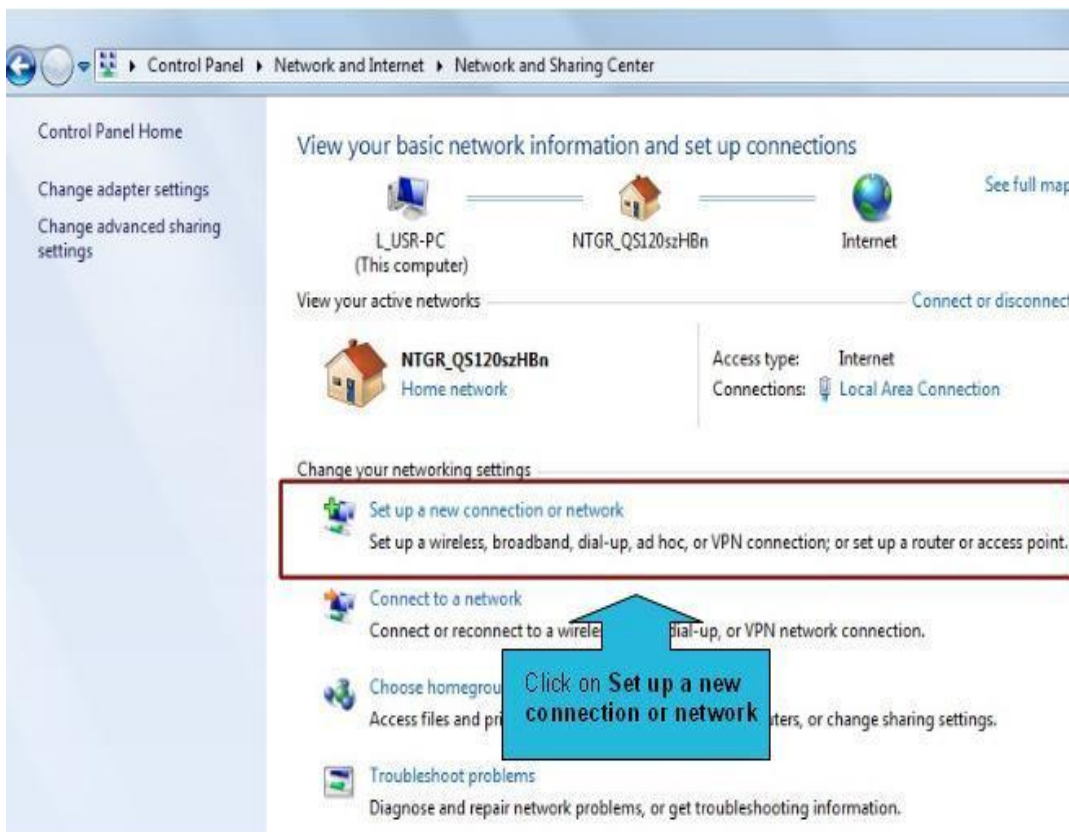 Control Panel ▸ Network and Internet ▸ Network and Sharing Center
Control Panel Home
Change adapter settings
Change advanced sharing
settings
View your basic network information and set up connections
See full map
L_USR-PC
(This computer)
NTGR_QS120szHBn
Internet
View your active networks
Connect or disconnect
NTGR_QS120szHBn
Home network
Access type: Internet
Connections: Local Area Connection
Change your networking settings
Set up a new connection or network
Set up a wireless, broadband, dial-up, ad hoc, or VPN connection; or set up a router or access point.
Connect to a network
Connect or reconnect to a dial-up, or VPN network connection.
Choose
Access files and or change sharing settings.
Click on Set up a new
connection or network
Troubleshoot problems
Diagnose and repair network problems, or get troubleshooting information.